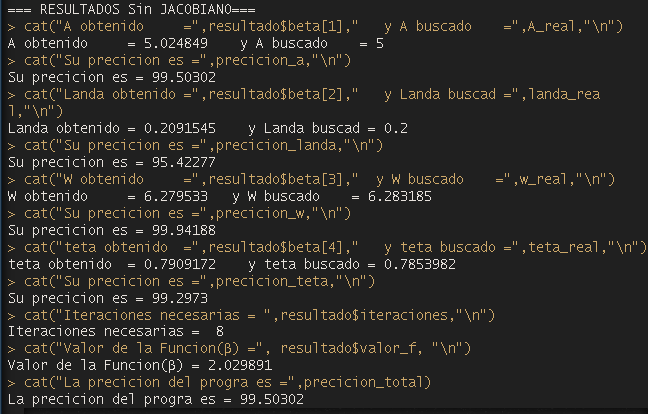 === RESULTADOS Sin JACOBIANO===
> cat("A obtenido     =",resultado$beta[1],"   y A buscado    =",A_real,"\n")
A obtenido     = 5.024849    y A buscado    = 5
> cat("Su precicion es =",precicion_a,"\n")
Su precicion es = 99.50302
> cat("Landa obtenido =",resultado$beta[2],"   y Landa buscad =",landa_rea
l,"\n")
Landa obtenido = 0.2091545    y Landa buscad = 0.2
> cat("Su precicion es =",precicion_landa,"\n")
Su precicion es = 95.42277
> cat("W obtenido     =",resultado$beta[3],"  y W buscado    =",w_real,"\n")
W obtenido     = 6.279533   y W buscado    = 6.283185
> cat("Su precicion es =",precicion_w,"\n")
Su precicion es = 99.94188
> cat("teta obtenido  =",resultado$beta[4],"   y teta buscado =",teta_real,"\n")
teta obtenido  = 0.7909172    y teta buscado = 0.7853982
> cat("Su precicion es =",precicion_teta,"\n")
Su precicion es = 99.2973
> cat("Iteraciones necesarias = ",resultado$iteraciones,"\n")
Iteraciones necesarias =  8
> cat("Valor de la Funcion(β) =", resultado$valor_f, "\n")
Valor de la Funcion(β) = 2.029891
> cat("La precicion del progra es =",precicion_total)
La precicion del progra es = 99.50302